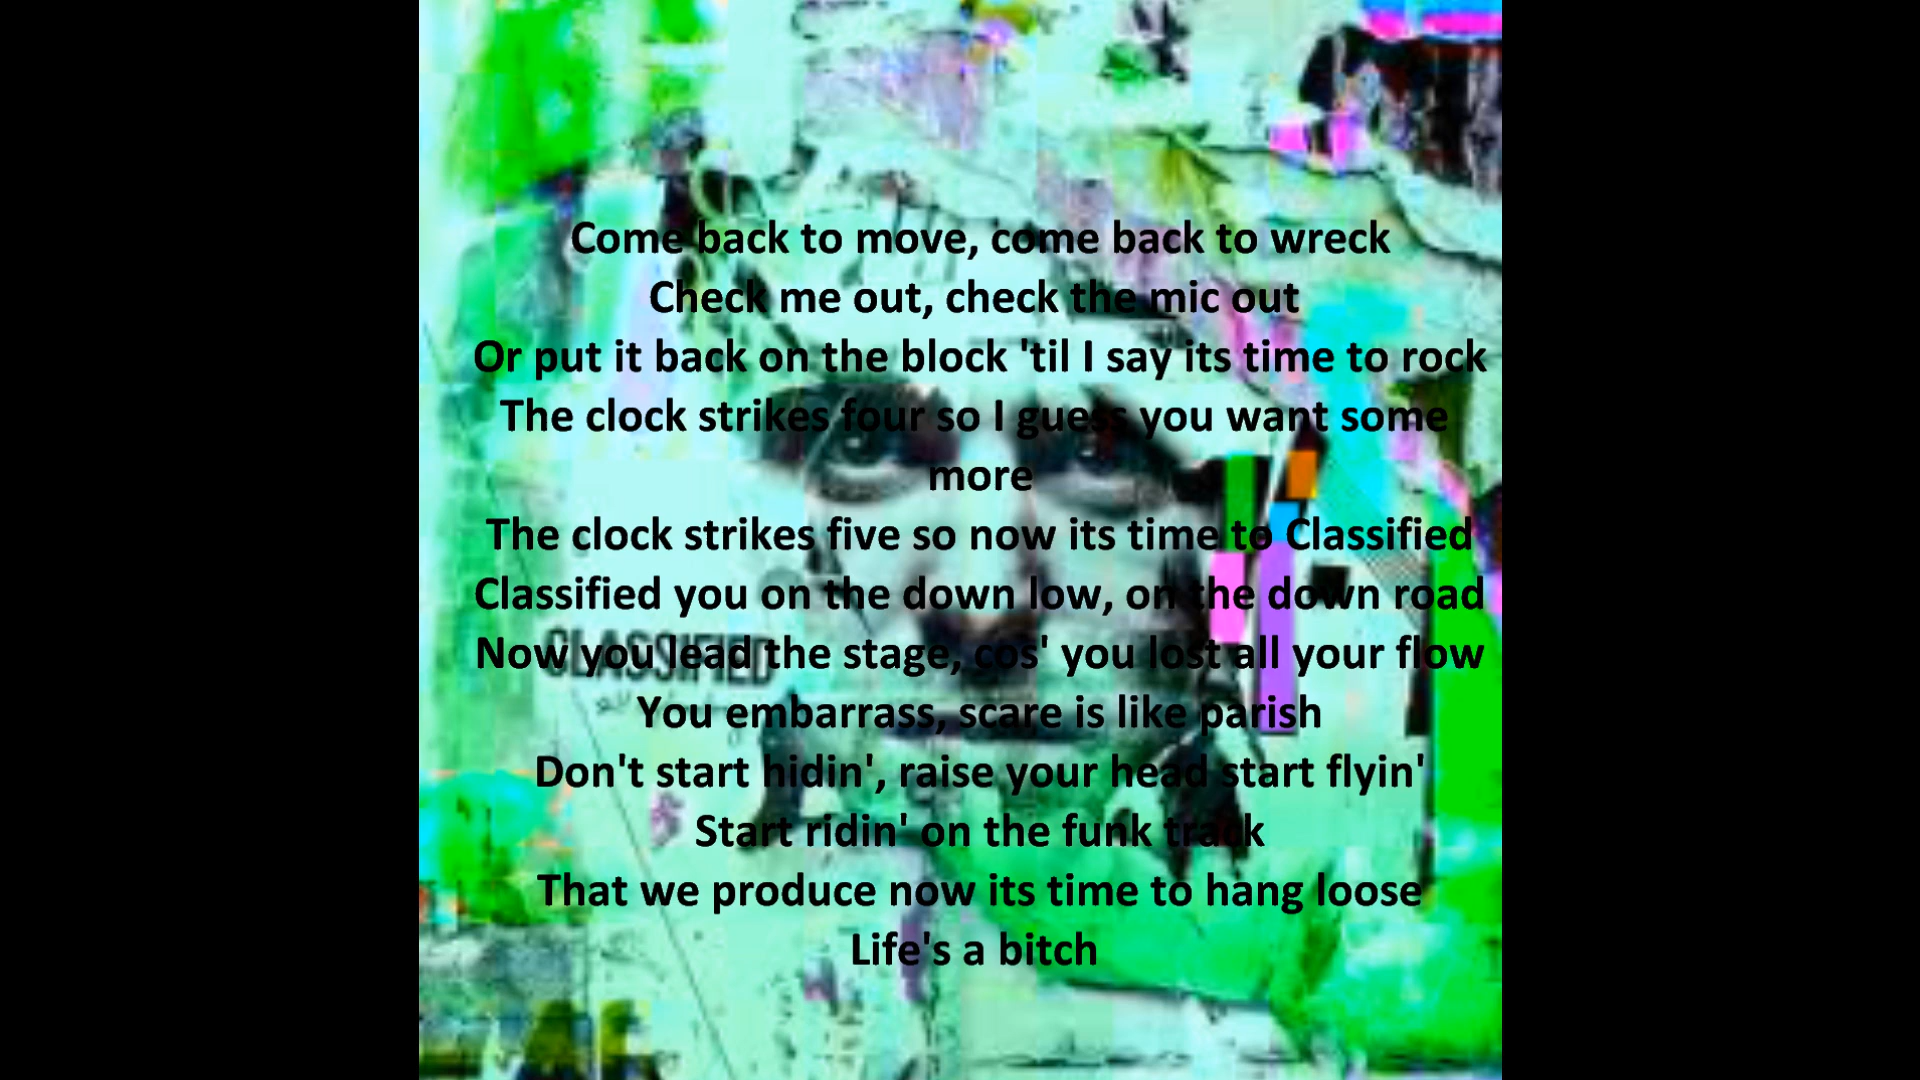 Come back to move, come back to wreck
Check me out, check the mic out
Or put it back on the block 'til I say its time to rock
The clock strikes four so I guess you want some
more
The clock strikes five so now its time to Classified
Classified you on the down low, on the down road
Now you lead the stage, cos' you lost all your flow
CLASSIFIED
You embarrass, scare is like parish
Don't start hidin', raise your head start flyin'
Start ridin' on the funk track
That we produce now its time to hang loose
Life's a bitch